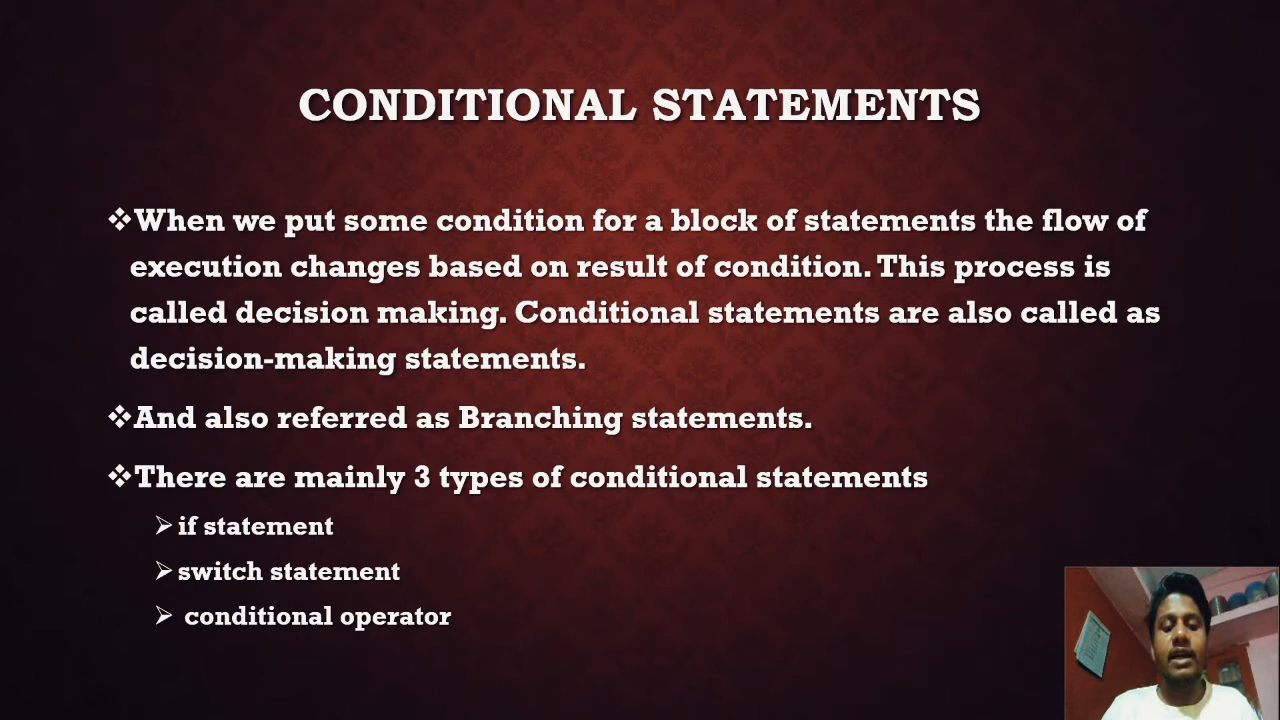 CONDITIONAL STATEMENTS
❖When we put some condition for a block of statements the flow of
execution changes based on result of condition. This process is
called decision making. Conditional statements are also called as
decision-making statements.
❖And also referred as Branching statements.
❖There are mainly 3 types of conditional statements
➢if statement
➢switch statement
➢ conditional operator